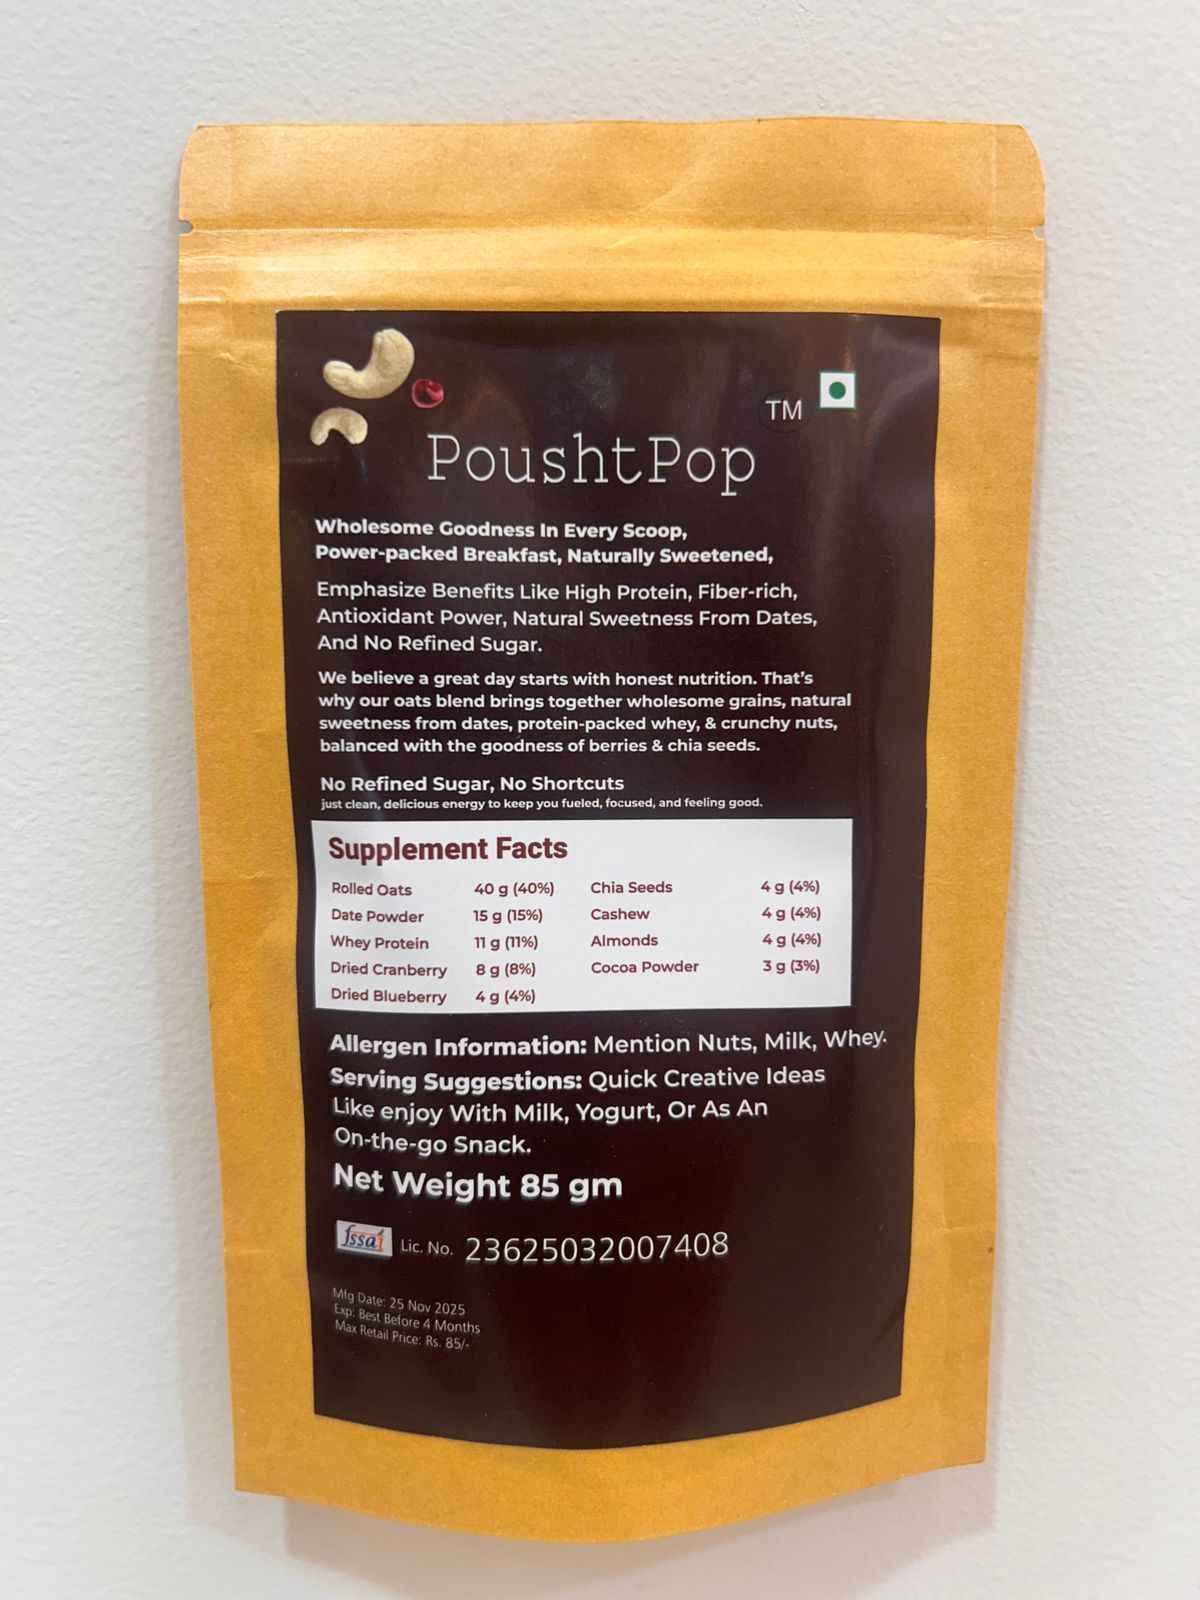 TM
PoushtPop
Wholesome Goodness In Every Scoop,
Power-packed Breakfast, Naturally Sweetened,
Emphasize Benefits Like High Protein, Fiber-rich,
Antioxidant Power, Natural Sweetness From Dates,
And No Refined Sugar.
We believe a great day starts with honest nutrition. That's
why our oats blend brings together wholesome grains, natural
sweetness from dates, protein-packed whey, & crunchy nuts,
balanced with the goodness of berries & chia seeds.
No Refined Sugar, No Shortcuts
just clean, delicious energy to keep you fueled, focused, and feeling good.
Supplement Facts
Rolled Oats 40 g (40%) Chia Seeds 4 g (4%)
Date Powder 15 g (15%) Cashew 4 g (4%)
Whey Protein 11 g (11%) Almonds 4 g (4%)
Dried Cranberry 8 g (8%) Cocoa Powder 3 g (3%)
Dried Blueberry 4 g (4%)
Allergen Information: Mention Nuts, Milk, Whey.
Serving Suggestions: Quick Creative Ideas
Like enjoy With Milk, Yogurt, Or As An
On-the-go Snack.
Net Weight 85 gm
fssai Lic. No. 23625032007408
Mfg Date: 25 Nov 2025
Exp: Best Before 4 Months
Max Retail Price: Rs. 85/-